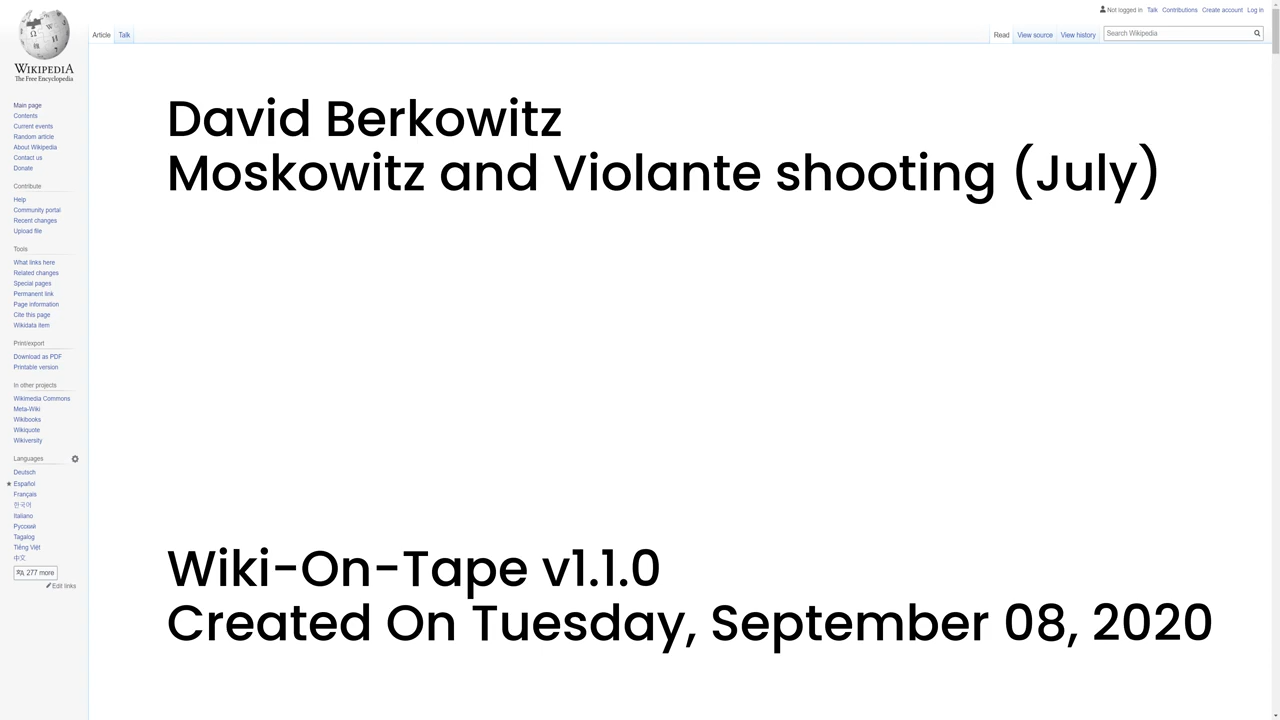 Not logged in Talk Contributions Create account Log in
Article Talk Read View source View history Search Wikipedia
WIKIPEDIA
The Free Encyclopedia
Main page
Contents
Current events
Random article
About Wikipedia
Contact us
Donate
Contribute
Help
Community portal
Recent changes
Upload file
Tools
What links here
Related changes
Special pages
Permanent link
Page information
Cite this page
Wikidata item
Print/export
Download as PDF
Printable version
In other projects
Wikimedia Commons
Meta-Wiki
Wikibooks
Wikiquote
Wikiversity
Languages
Deutsch
Español
Français
한국어
Italiano
Русский
Tagalog
Tiếng Việt
中文
277 more
Edit links
David Berkowitz
Moskowitz and Violante shooting (July)
Wiki-On-Tape v1.1.0
Created On Tuesday, September 08, 2020